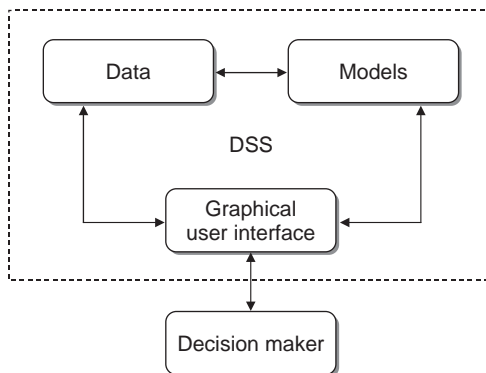 Data
Models
DSS
Graphical
user interface
Decision maker